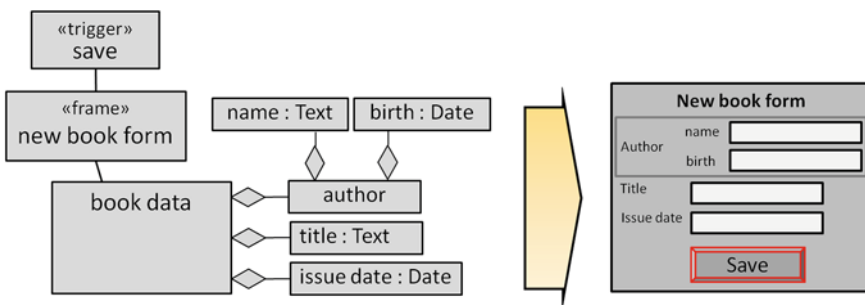 «trigger»
save
«frame»
new book form
name : Text
birth : Date
book data
author
title : Text
issue date : Date
New book form
Author
name
birth
Title
Issue date
Save